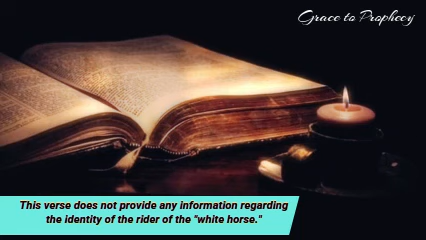 Grace to Prophecy
This verse does not provide any information regarding
the identity of the rider of the "white horse."